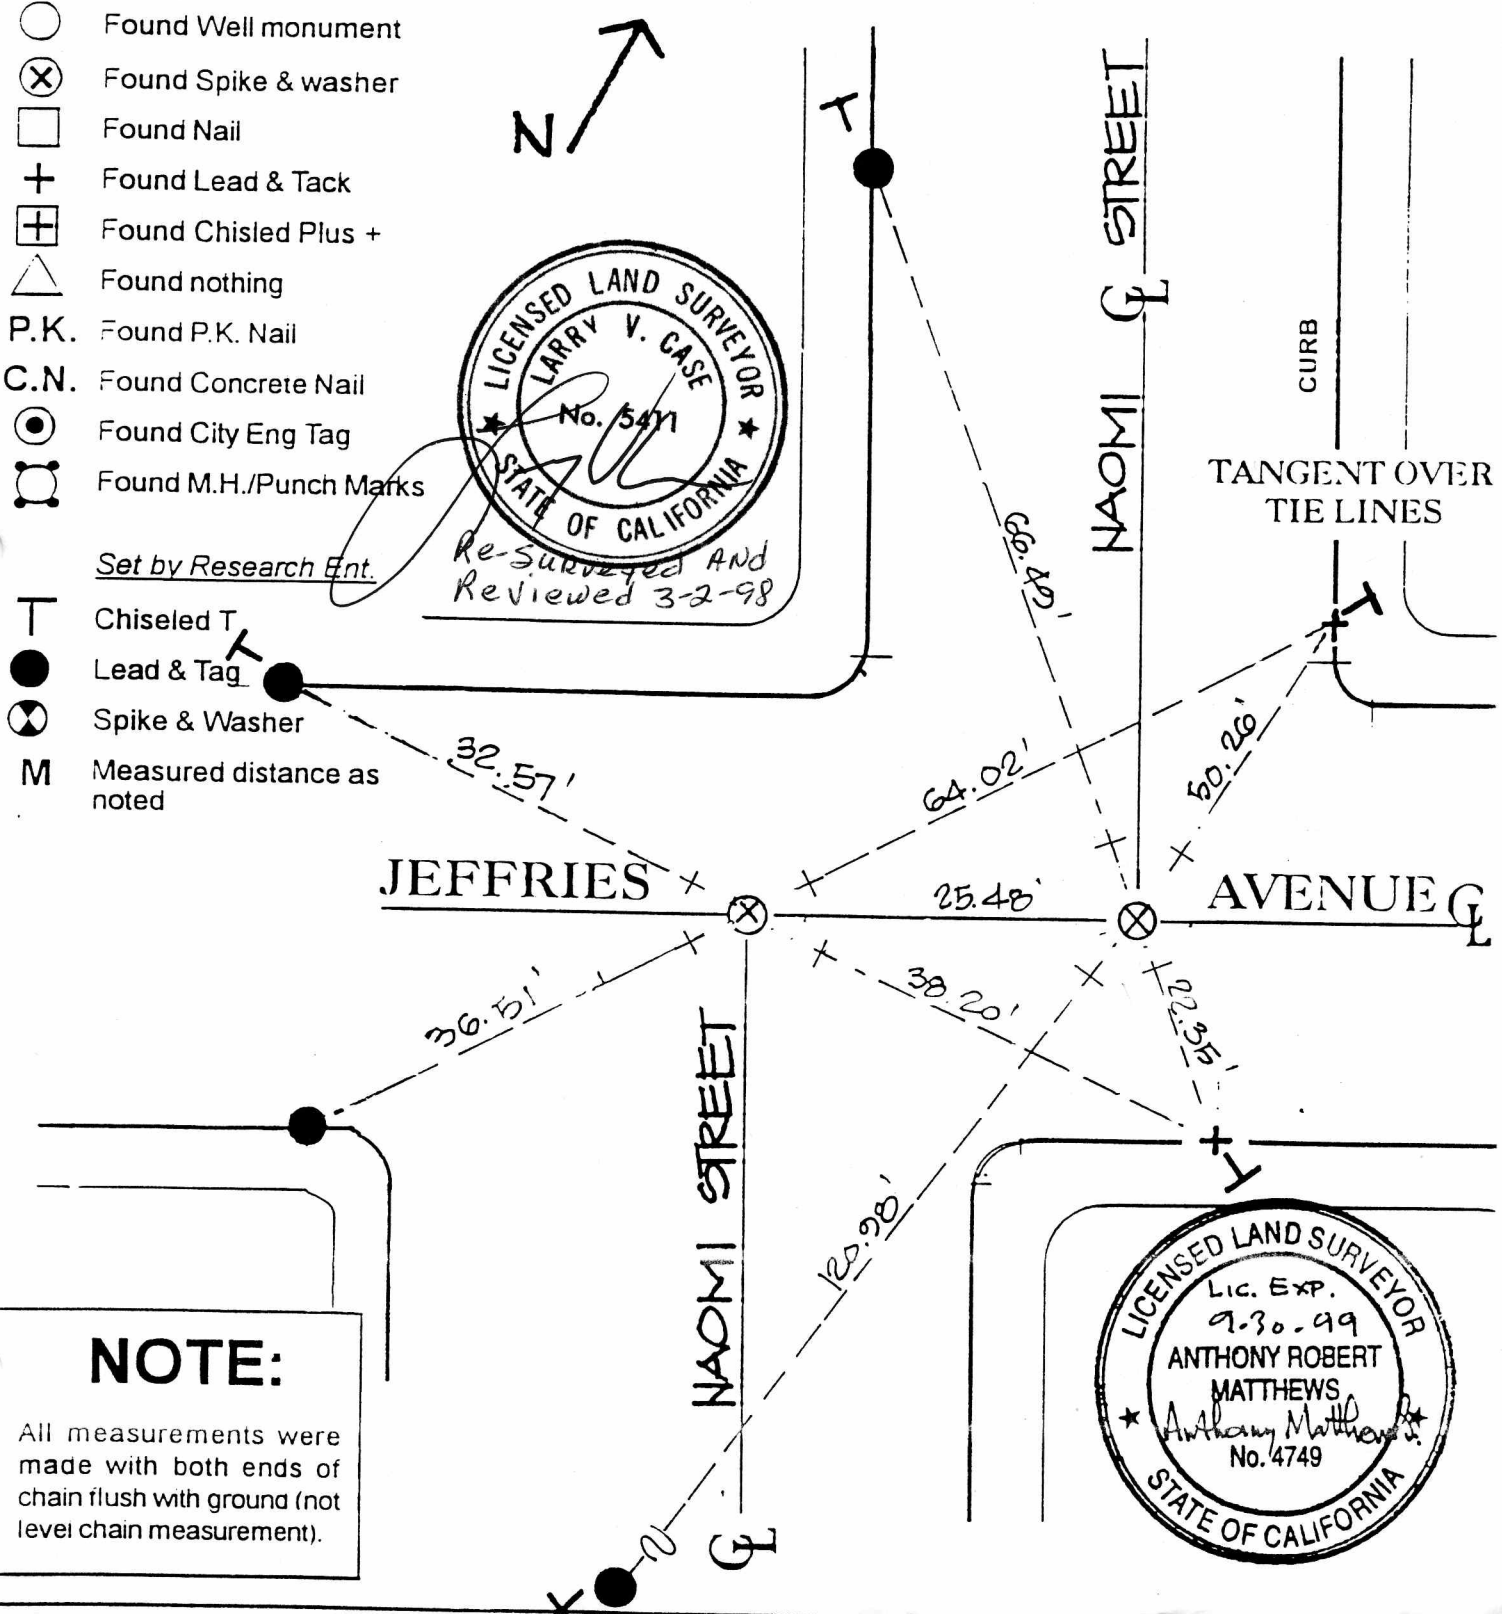 Found Well monument
Found Spike & washer
Found Nail
Found Lead & Tack
Found Chisled Plus +
Found nothing
P.K. Found P.K. Nail
C.N. Found Concrete Nail
Found City Eng Tag
Found M.H./Punch Marks
Set by Research Ent.
T Chiseled T
Lead & Tag
Spike & Washer
M Measured distance as
noted
N
T
LICENSED LAND SURVEYOR
LARRY V. CASE
No. 5411
STATE OF CALIFORNIA
Re-Surveyed AND
Reviewed 3-2-98
NAOMI CL STREET
CURB
TANGENT OVER
TIE LINES
T
T
66.49'
32.57'
64.02'
50.26'
JEFFRIES
25.48'
AVENUE CL
36.51'
38.20'
22.35'
120.98'
NAOMI STREET
CL
T
NOTE:
All measurements were
made with both ends of
chain flush with ground (not
level chain measurement).
LICENSED LAND SURVEYOR
LIC. EXP.
9-30-99
ANTHONY ROBERT
MATTHEWS
Anthony Matthews
No. 4749
STATE OF CALIFORNIA